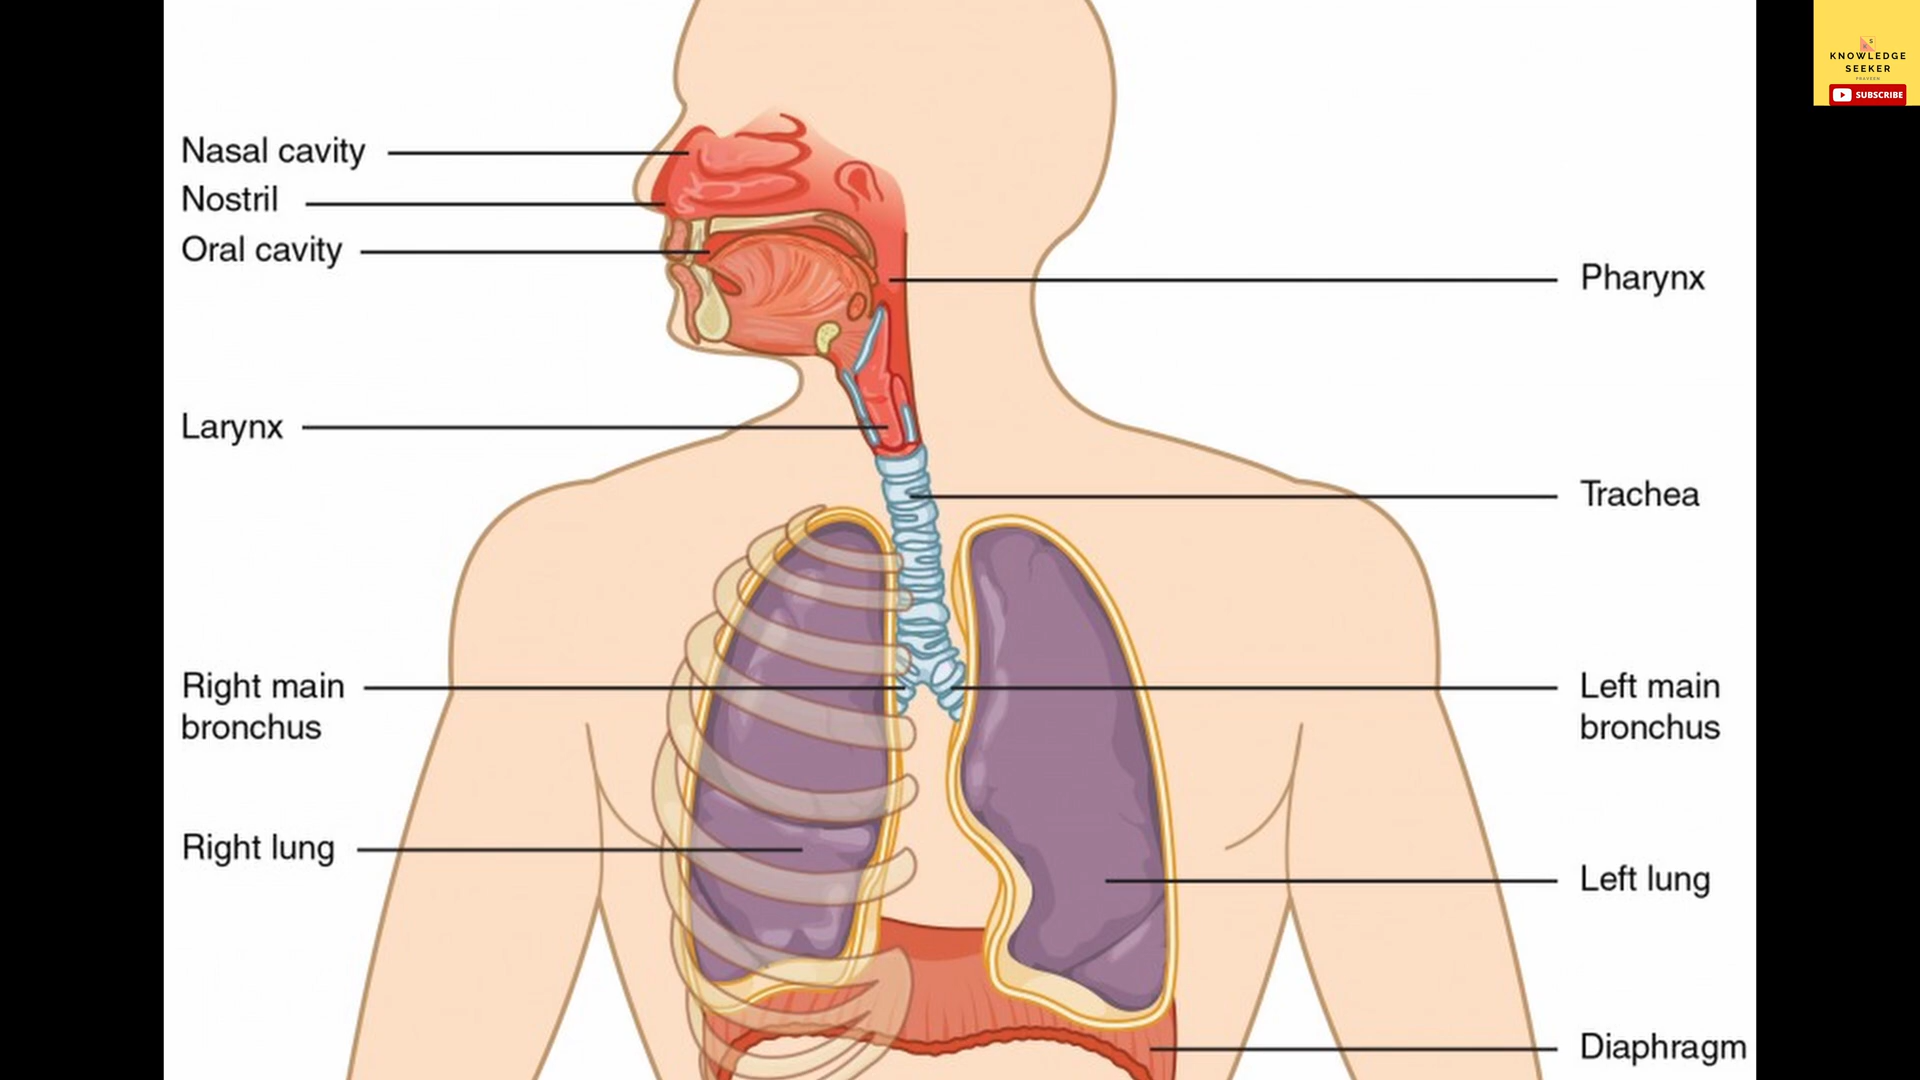 Nasal cavity
Nostril
Oral cavity
Larynx
Right main
bronchus
Right lung
Pharynx
Trachea
Left main
bronchus
Left lung
Diaphragm
KNOWLEDGE
SEEKER
SUBSCRIBE